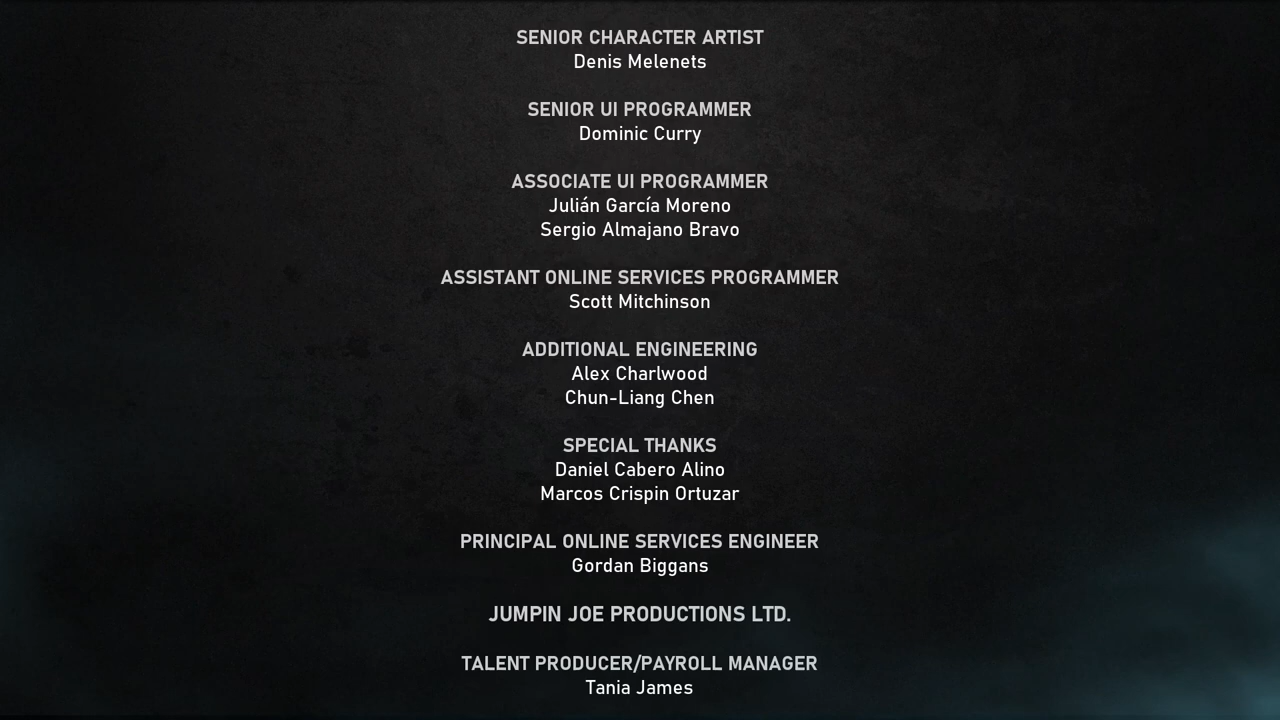 SENIOR CHARACTER ARTIST
Denis Melenets
SENIOR UI PROGRAMMER
Dominic Curry
ASSOCIATE UI PROGRAMMER
Julián García Moreno
Sergio Almajano Bravo
ASSISTANT ONLINE SERVICES PROGRAMMER
Scott Mitchinson
ADDITIONAL ENGINEERING
Alex Charlwood
Chun-Liang Chen
SPECIAL THANKS
Daniel Cabero Alino
Marcos Crispin Ortuzar
PRINCIPAL ONLINE SERVICES ENGINEER
Gordan Biggans
JUMPIN JOE PRODUCTIONS LTD.
TALENT PRODUCER/PAYROLL MANAGER
Tania James